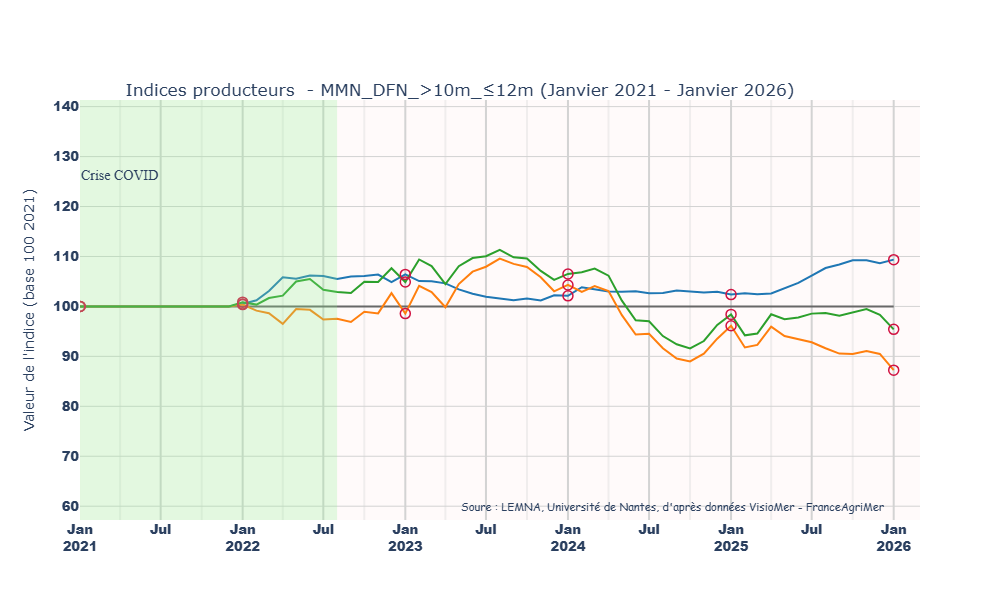 Indices producteurs - MMN_DFN_>10m_≤12m (Janvier 2021 - Janvier 2026)
Valeur de l'indice (base 100 2021)
140
130
120
110
100
90
80
70
60
Crise COVID
Soure : LEMNA, Université de Nantes, d'après données VisioMer - FranceAgriMer
Jan Jul Jan Jul Jan Jul Jan Jul Jan Jul Jan
2021 2022 2023 2024 2025 2026